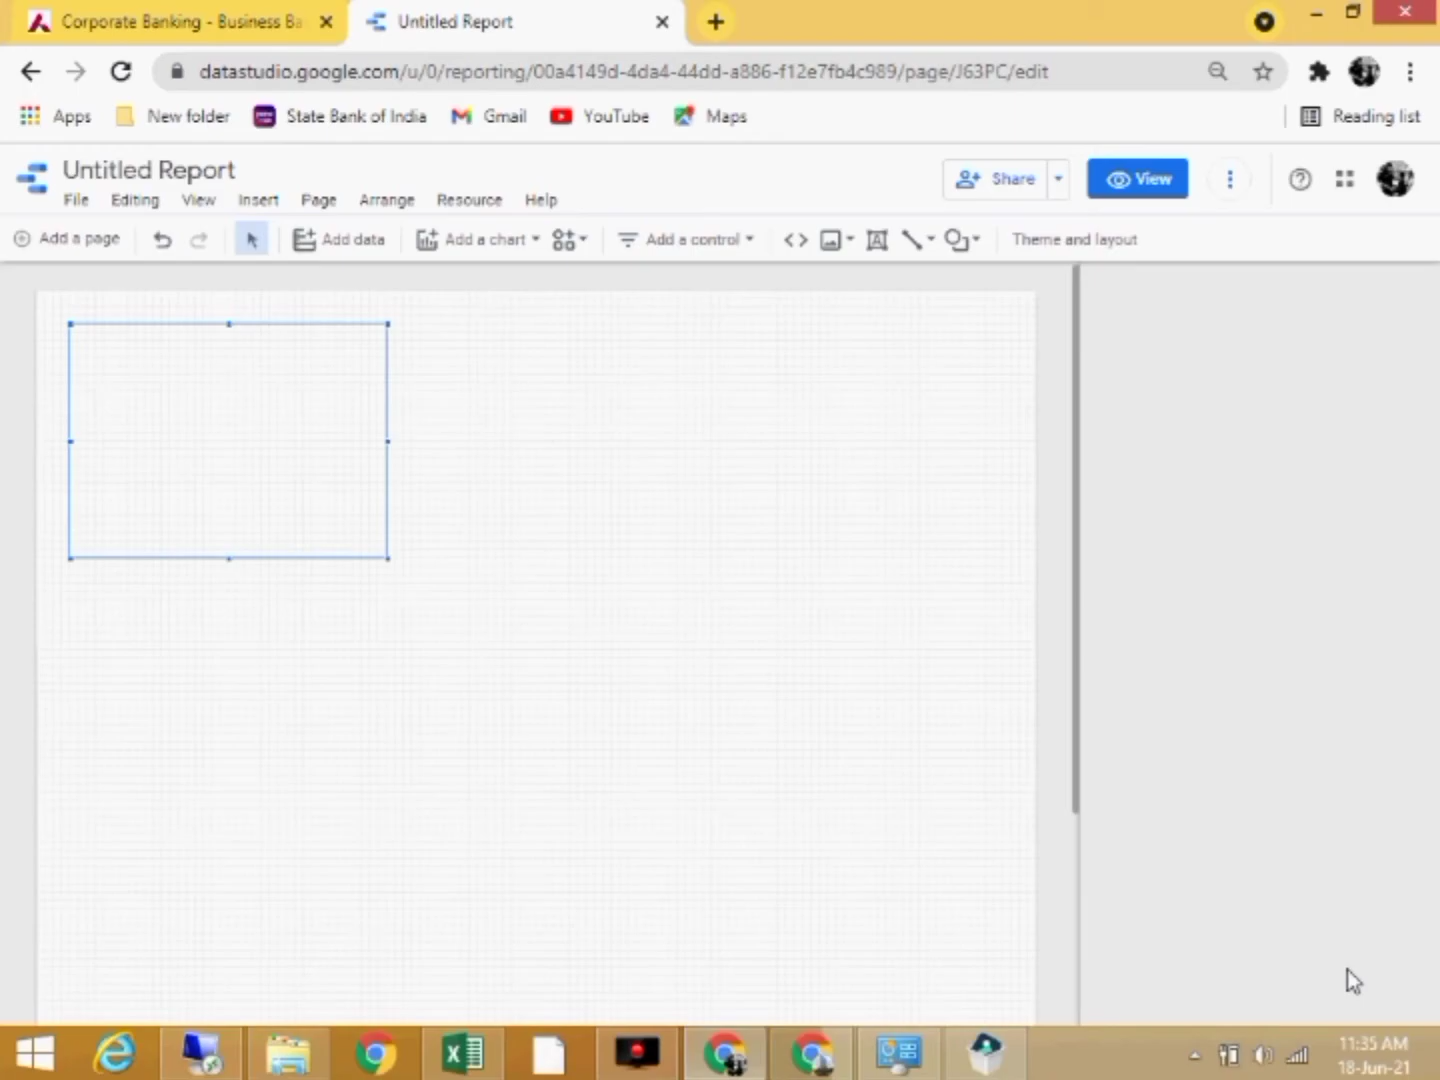 Corporate Banking - Business Ba
Untitled Report
datastudio.google.com/u/0/reporting/00a4149d-4da4-44dd-a886-f12e7fb4c989/page/J63PC/edit
Apps
New folder
State Bank of India
Gmail
YouTube
Maps
Reading list
Untitled Report
Share
View
File
Editing
View
Insert
Page
Arrange
Resource
Help
Add a page
Add data
Add a chart
Add a control
Theme and layout
11:35 AM
18-Jun-21